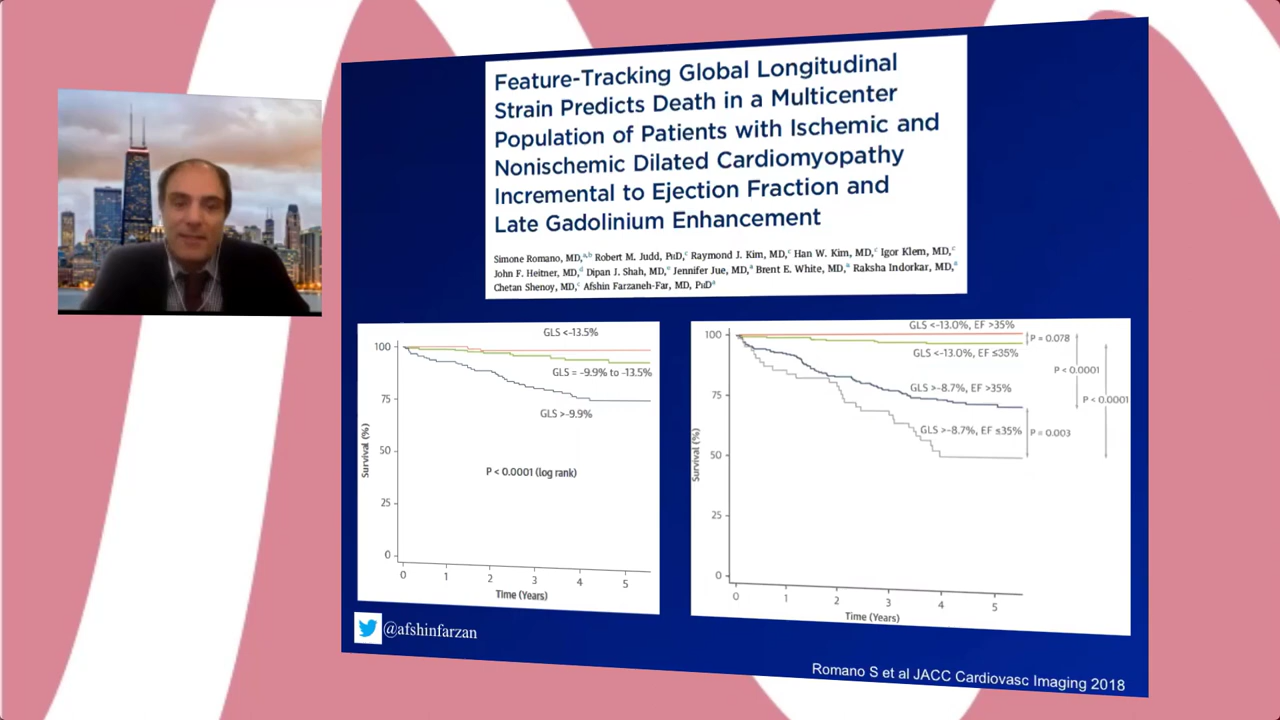 Feature-Tracking Global Longitudinal
Strain Predicts Death in a Multicenter
Population of Patients with Ischemic and
Nonischemic Dilated Cardiomyopathy
Incremental to Ejection Fraction and
Late Gadolinium Enhancement
Simone Romano, MD,a,b Robert M. Judd, PhD,c Raymond J. Kim, MD,c Han W. Kim, MD,c Igor Klem, MD,c
John F. Heitner, MD,d Dipan J. Shah, MD,e Jennifer Jue, MD,a Brent E. White, MD,a Raksha Indorkar, MD,a
Chetan Shenoy, MD,f Afshin Farzaneh-Far, MD, PhDa
GLS <-13.5%
GLS = -9.9% to -13.5%
GLS >-9.9%
P < 0.0001 (log rank)
Survival (%)
100
75
50
25
0
0 1 2 3 4 5
Time (Years)
GLS <-13.0%, EF >35%
GLS <-13.0%, EF ≤35%
GLS >-8.7%, EF >35%
GLS >-8.7%, EF ≤35%
P = 0.078
P < 0.0001
P < 0.0001
P = 0.003
Survival (%)
100
75
50
25
0
0 1 2 3 4 5
Time (Years)
@afshinfarzan
Romano S et al JACC Cardiovasc Imaging 2018